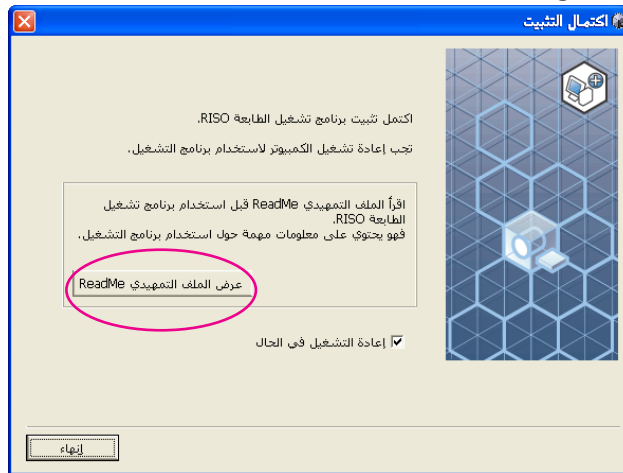 اكتمال التثبيت
اكتمل تثبيت برنامج تشغيل الطابعة RISO.
تجب إعادة تشغيل الكمبيوتر لاستخدام برنامج التشغيل.
اقرأ الملف التمهيدي ReadMe قبل استخدام برنامج تشغيل
الطابعة RISO.
فهو يحتوي على معلومات مهمة حول استخدام برنامج التشغيل.
عرض الملف التمهيدي ReadMe
إعادة التشغيل في الحال
إنهاء